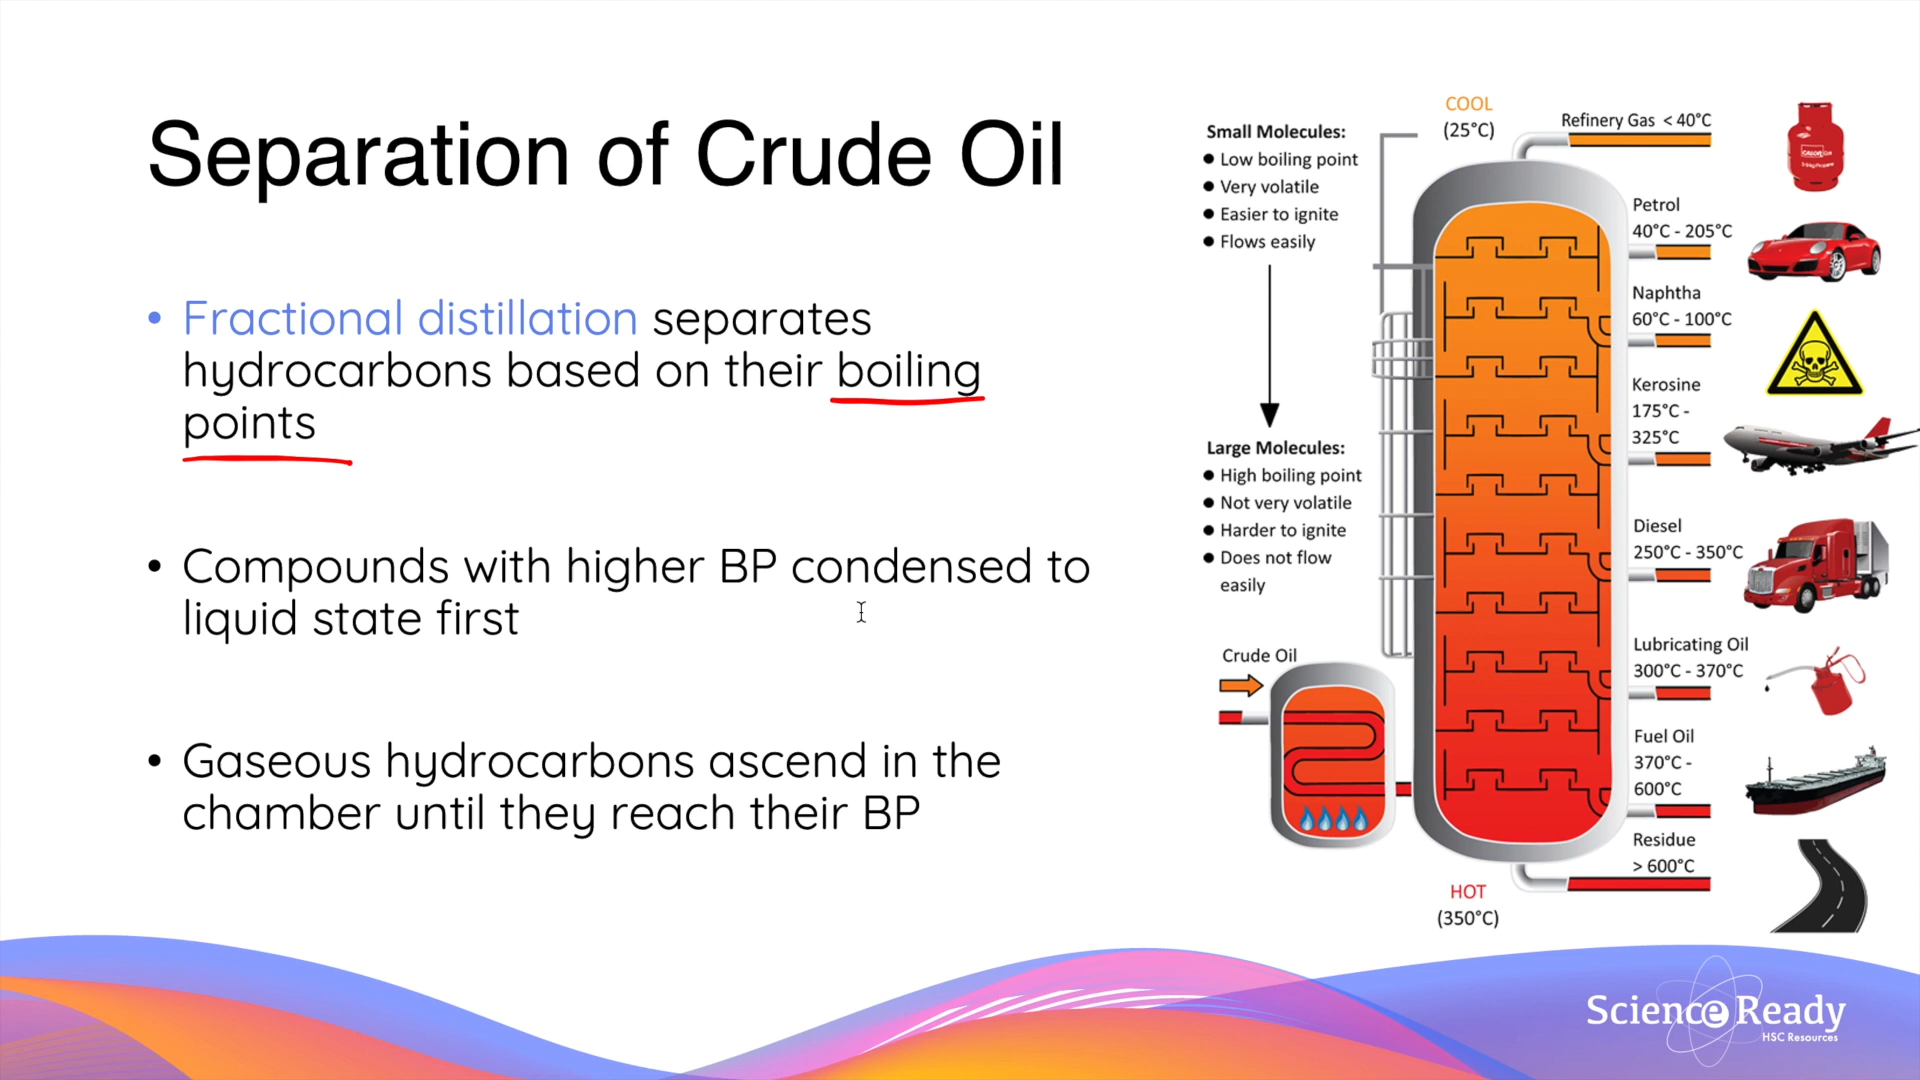 Separation of Crude Oil
• Fractional distillation separates
hydrocarbons based on their boiling
points
• Compounds with higher BP condensed to
liquid state first
• Gaseous hydrocarbons ascend in the
chamber until they reach their BP
Small Molecules:
● Low boiling point
● Very volatile
● Easier to ignite
● Flows easily
Large Molecules:
● High boiling point
● Not very volatile
● Harder to ignite
● Does not flow
easily
Crude Oil
COOL
(25°C)
HOT
(350°C)
Refinery Gas < 40°C
Petrol
40°C - 205°C
Naphtha
60°C - 100°C
Kerosine
175°C -
325°C
Diesel
250°C - 350°C
Lubricating Oil
300°C - 370°C
Fuel Oil
370°C -
600°C
Residue
> 600°C
Science Ready
HSC Resources